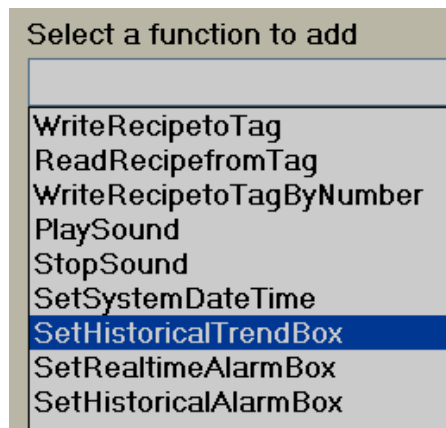 Select a function to add
WriteRecipetoTag
ReadRecipefromTag
WriteRecipetoTagByNumber
PlaySound
StopSound
SetSystemDateTime
SetHistoricalTrendBox
SetRealtimeAlarmBox
SetHistoricalAlarmBox